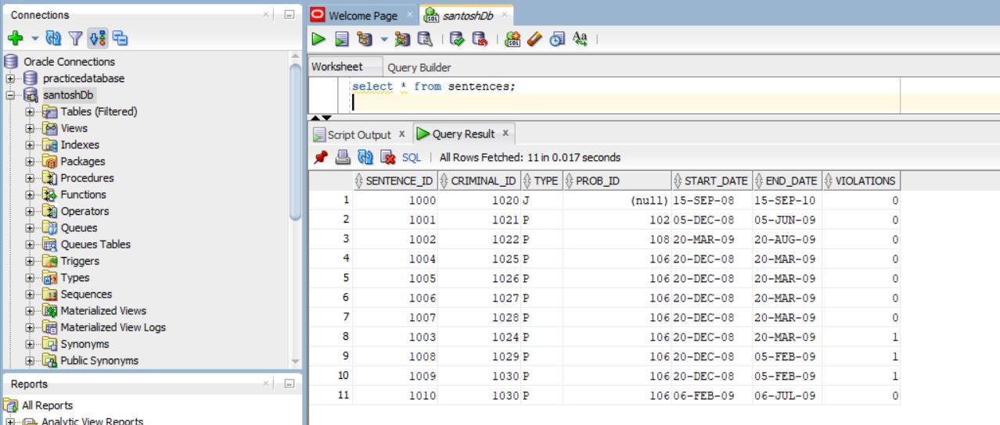 Connections
Oracle Connections
practicedatabase
santoshDb
Tables (Filtered)
Views
Indexes
Packages
Procedures
Functions
Operators
Queues
Queues Tables
Triggers
Types
Sequences
Materialized Views
Materialized View Logs
Synonyms
Public Synonyms
Reports
All Reports
Analytic View Reports
Welcome Page santoshDb
SQL Aa
Worksheet Query Builder
select * from sentences;
Script Output x Query Result x
SQL | All Rows Fetched: 11 in 0.017 seconds
SENTENCE_ID CRIMINAL_ID TYPE PROB_ID START_DATE END_DATE VIOLATIONS
1 1000 1020 J (null) 15-SEP-08 15-SEP-10 0
2 1001 1021 P 102 05-DEC-08 05-JUN-09 0
3 1002 1022 P 108 20-MAR-09 20-AUG-09 0
4 1004 1025 P 106 20-DEC-08 20-MAR-09 0
5 1005 1026 P 106 20-DEC-08 20-MAR-09 0
6 1006 1027 P 106 20-DEC-08 20-MAR-09 0
7 1007 1028 P 106 20-DEC-08 20-MAR-09 0
8 1003 1024 P 106 20-DEC-08 20-MAR-09 1
9 1008 1029 P 106 20-DEC-08 05-FEB-09 1
10 1009 1030 P 106 20-DEC-08 05-FEB-09 1
11 1010 1030 P 106 06-FEB-09 06-JUL-09 0